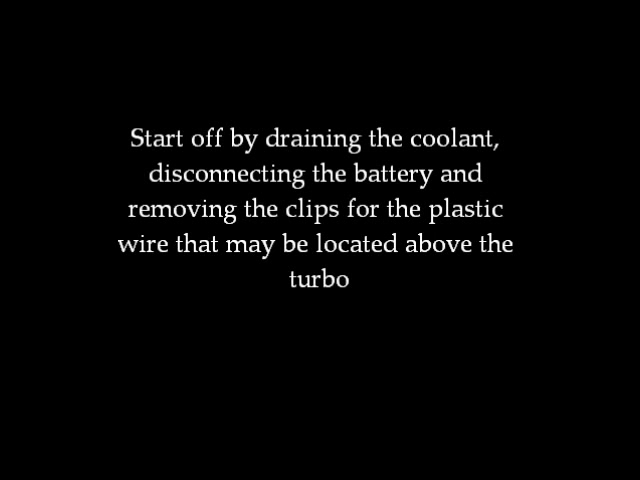 Start off by draining the coolant,
disconnecting the battery and
removing the clips for the plastic
wire that may be located above the
turbo